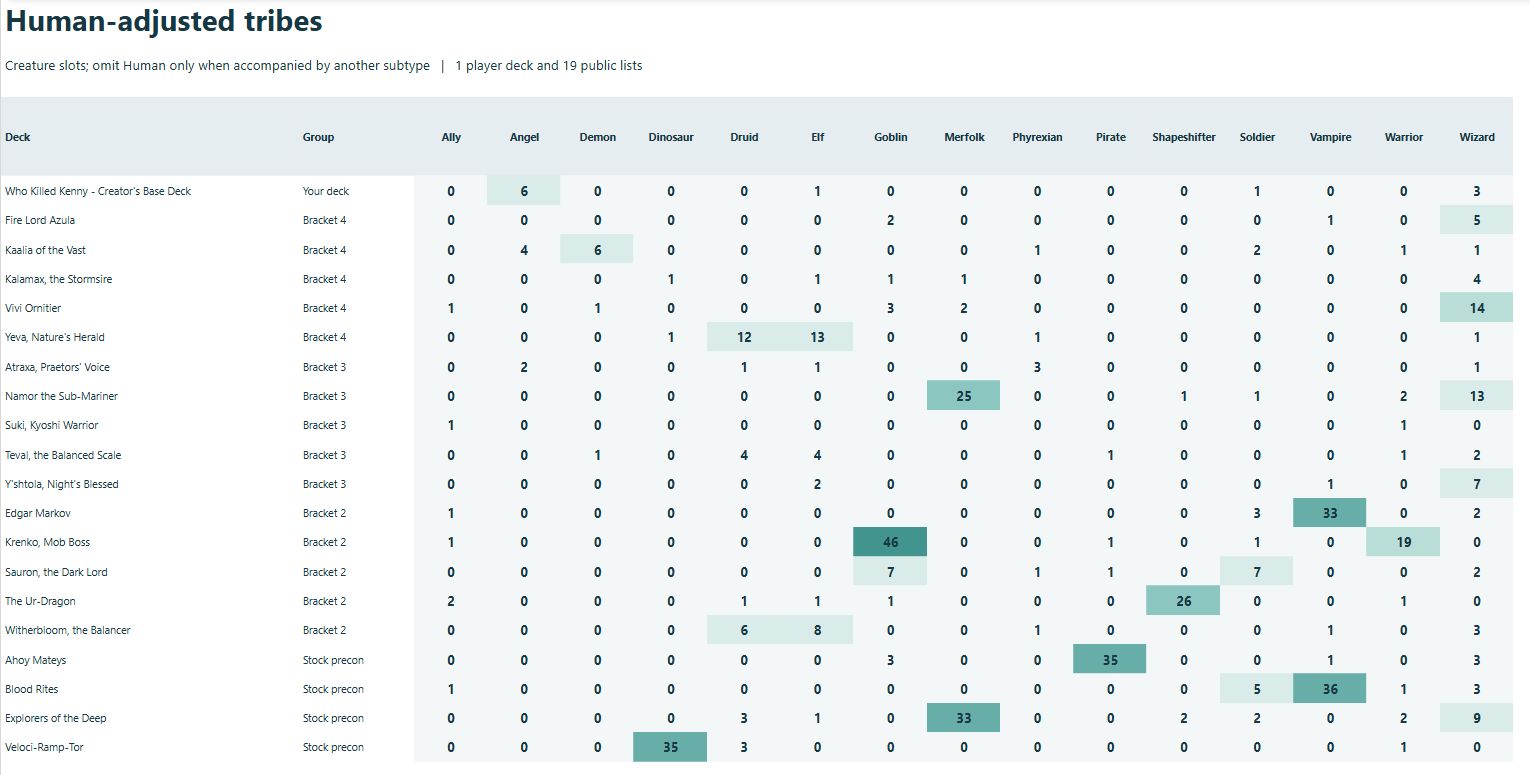 Human-adjusted tribes
Creature slots; omit Human only when accompanied by another subtype | 1 player deck and 19 public lists
Deck Group Ally Angel Demon Dinosaur Druid Elf Goblin Merfolk Phyrexian Pirate Shapeshifter Soldier Vampire Warrior Wizard
Who Killed Kenny - Creator's Base Deck Your deck 0 6 0 0 0 1 0 0 0 0 0 1 0 0 3
Fire Lord Azula Bracket 4 0 0 0 0 0 0 2 0 0 0 0 0 1 0 5
Kaalia of the Vast Bracket 4 0 4 6 0 0 0 0 0 1 0 0 2 0 1 1
Kalamax, the Stormsire Bracket 4 0 0 0 1 0 1 1 1 0 0 0 0 0 0 4
Vivi Ornitier Bracket 4 1 0 1 0 0 0 3 2 0 0 0 0 0 0 14
Yeva, Nature's Herald Bracket 4 0 0 0 1 12 13 0 0 1 0 0 0 0 0 1
Atraxa, Praetors' Voice Bracket 3 0 2 0 0 1 1 0 0 3 0 0 0 0 0 1
Namor the Sub-Mariner Bracket 3 0 0 0 0 0 0 0 25 0 0 1 1 0 2 13
Suki, Kyoshi Warrior Bracket 3 1 0 0 0 0 0 0 0 0 0 0 0 0 1 0
Teval, the Balanced Scale Bracket 3 0 0 1 0 4 4 0 0 0 1 0 0 0 1 2
Y'shtola, Night's Blessed Bracket 3 0 0 0 0 0 2 0 0 0 0 0 0 1 0 7
Edgar Markov Bracket 2 1 0 0 0 0 0 0 0 0 0 0 3 33 0 2
Krenko, Mob Boss Bracket 2 1 0 0 0 0 0 46 0 0 1 0 1 0 19 0
Sauron, the Dark Lord Bracket 2 0 0 0 0 0 0 7 0 1 1 0 7 0 0 2
The Ur-Dragon Bracket 2 2 0 0 0 1 1 1 0 0 0 26 0 0 1 0
Witherbloom, the Balancer Bracket 2 0 0 0 0 6 8 0 0 1 0 0 0 1 0 3
Ahoy Mateys Stock precon 0 0 0 0 0 0 3 0 0 35 0 0 1 0 3
Blood Rites Stock precon 1 0 0 0 0 0 0 0 0 0 0 5 36 1 3
Explorers of the Deep Stock precon 0 0 0 0 3 1 0 33 0 0 2 2 0 2 9
Veloci-Ramp-Tor Stock precon 0 0 0 35 3 0 0 0 0 0 0 0 0 1 0